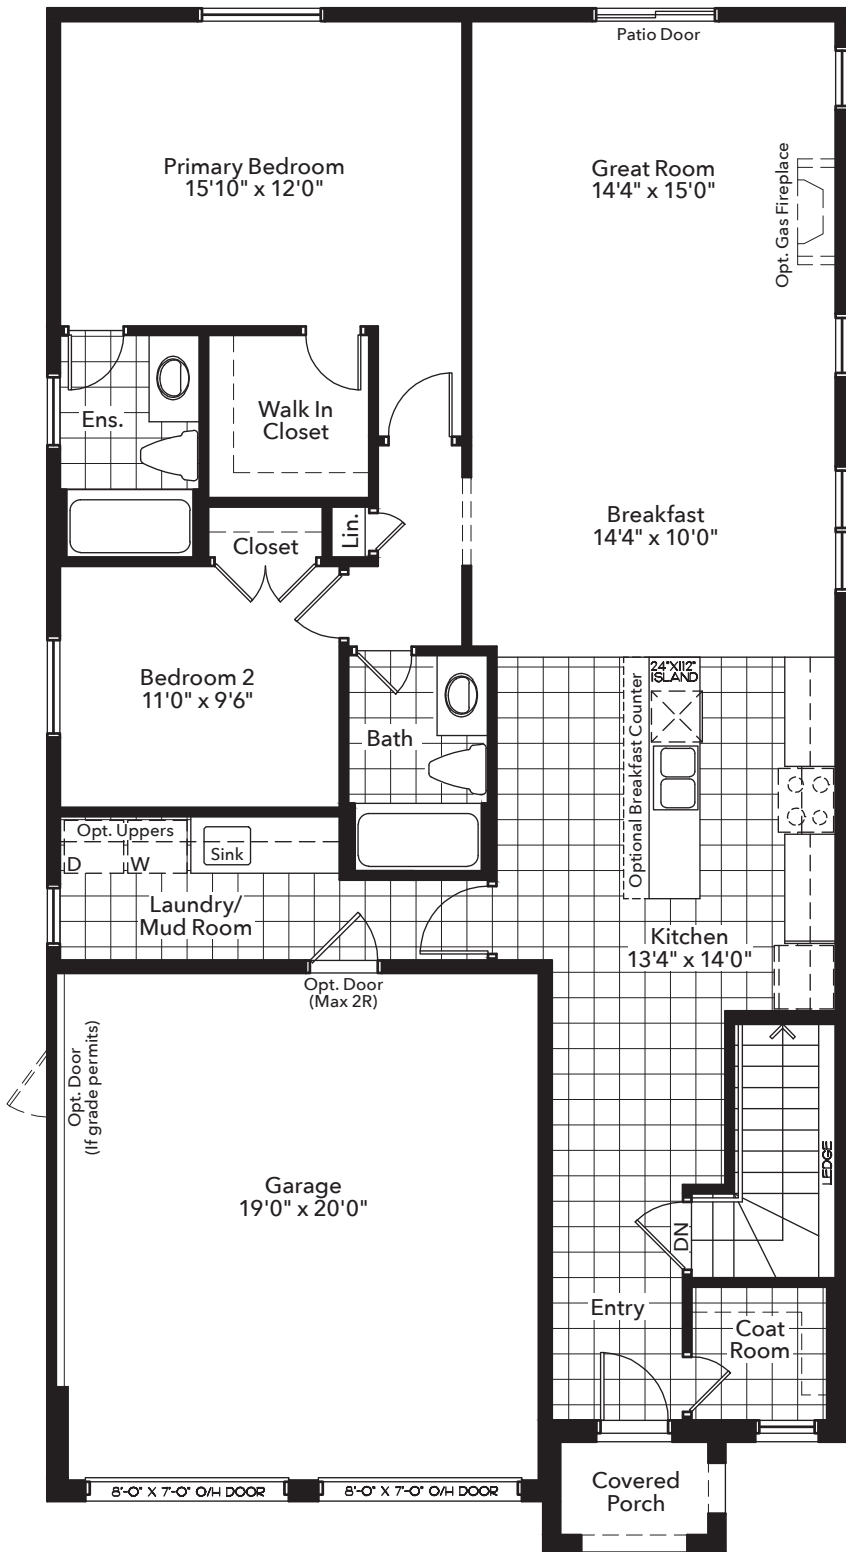 Patio Door
Primary Bedroom
15'10" x 12'0"
Great Room
14'4" x 15'0"
Opt. Gas Fireplace
Ens.
Walk In
Closet
Closet
Lin.
Breakfast
14'4" x 10'0"
Bedroom 2
11'0" x 9'6"
Bath
24"X112"
ISLAND
Optional Breakfast Counter
Opt. Uppers
D
W
Sink
Laundry/
Mud Room
Kitchen
13'4" x 14'0"
Opt. Door
(Max 2R)
Opt. Door
(If grade permits)
Garage
19'0" x 20'0"
LEDGE
DN
Entry
Coat
Room
8'-0" X 7'-0" O/H DOOR
8'-0" X 7'-0" O/H DOOR
Covered
Porch